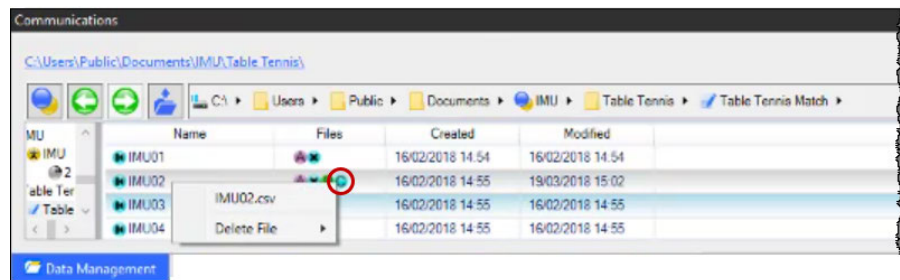 Communications
C:\Users\Public\Documents\IMU\Table Tennis\
C:\ Users Public Documents IMU Table Tennis Table Tennis Match
MU Name Files Created Modified
IMU IMU01 16/02/2018 14:54 16/02/2018 14:54
2 IMU02 16/02/2018 14:55 19/03/2018 15:02
able Ter IMU02.csv
Table IMU03 16/02/2018 14:55 16/02/2018 14:55
IMU04 Delete File 16/02/2018 14:55 16/02/2018 14:55
Data Management